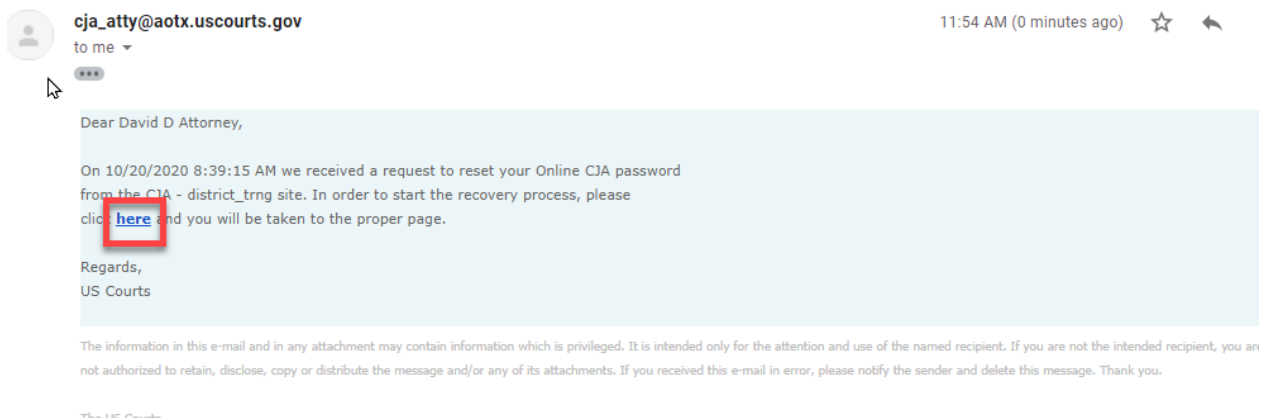 cja_atty@aotx.uscourts.gov
11:54 AM (0 minutes ago)
to me
Dear David D Attorney,
On 10/20/2020 8:39:15 AM we received a request to reset your Online CJA password
from the CJA - district_trng site. In order to start the recovery process, please
click here and you will be taken to the proper page.
Regards,
US Courts
The information in this e-mail and in any attachment may contain information which is privileged. It is intended only for the attention and use of the named recipient. If you are not the intended recipient, you are
not authorized to retain, disclose, copy or distribute the message and/or any of its attachments. If you received this e-mail in error, please notify the sender and delete this message. Thank you.
The US Courts